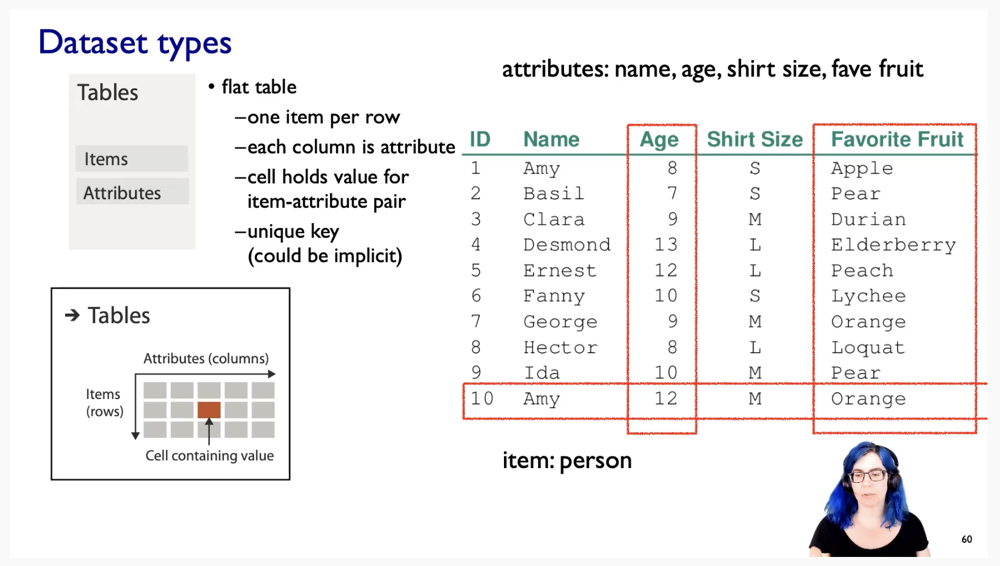 Dataset types
attributes: name, age, shirt size, fave fruit
Tables
Items
Attributes
• flat table
–one item per row
–each column is attribute
–cell holds value for
item-attribute pair
–unique key
(could be implicit)
ID Name Age Shirt Size Favorite Fruit
1 Amy 8 S Apple
2 Basil 7 S Pear
3 Clara 9 M Durian
4 Desmond 13 L Elderberry
5 Ernest 12 L Peach
6 Fanny 10 S Lychee
7 George 9 M Orange
8 Hector 8 L Loquat
9 Ida 10 M Pear
10 Amy 12 M Orange
➔ Tables
Attributes (columns)
Items
(rows)
Cell containing value
item: person
60